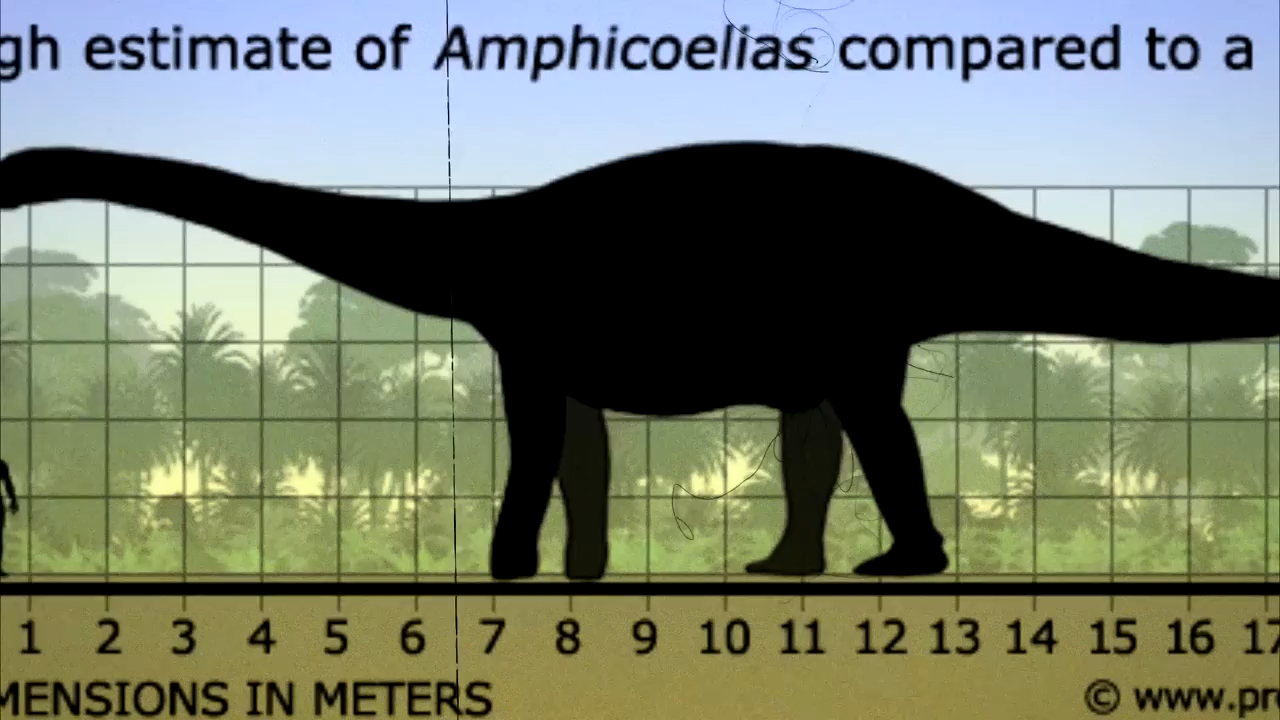 gh estimate of Amphicoelias compared to a
1 2 3 4 5 6 7 8 9 10 11 12 13 14 15 16 17
MENSIONS IN METERS
© www.pr